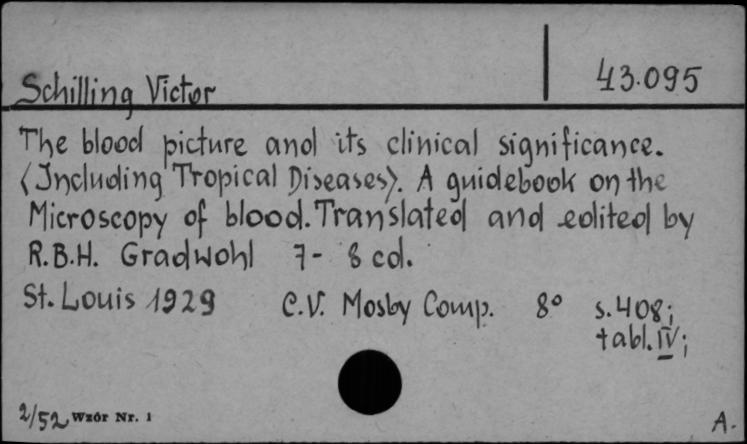 Schilling Victor 43.095
The blood picture and its clinical significance.
(Including Tropical Diseases). A guidebook on the
Microscopy of blood. Translated and edited by
R.B.H. Gradwohl 7- 8 ed.
St. Louis 1929 C.V. Mosby Comp. 8° s.408;
tabl. IV;
2/52 Wzór Nr. 1 A.